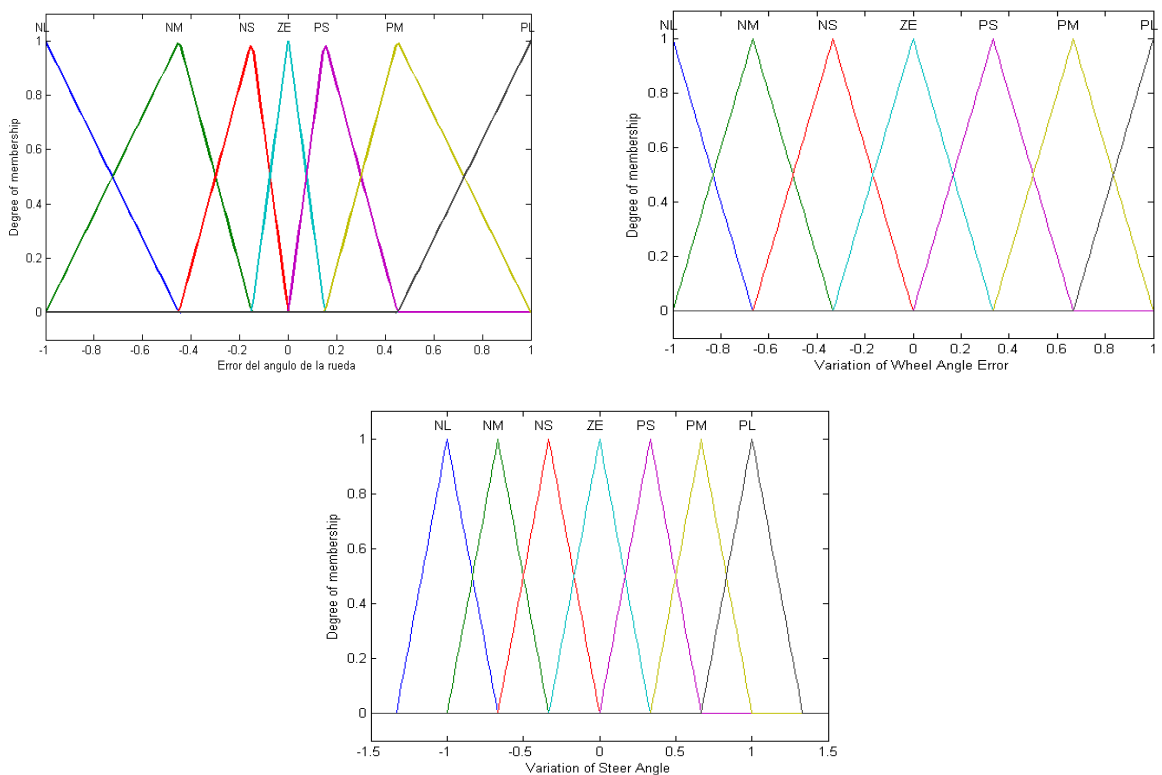 NL NM NS ZE PS PM PL
1
0.8
0.6
0.4
0.2
0
Degree of membership
-1 -0.8 -0.6 -0.4 -0.2 0 0.2 0.4 0.6 0.8 1
Error del angulo de la rueda
NL NM NS ZE PS PM PL
1
0.8
0.6
0.4
0.2
0
Degree of membership
-1 -0.8 -0.6 -0.4 -0.2 0 0.2 0.4 0.6 0.8 1
Variation of Wheel Angle Error
NL NM NS ZE PS PM PL
1
0.8
0.6
0.4
0.2
0
Degree of membership
-1.5 -1 -0.5 0 0.5 1 1.5
Variation of Steer Angle